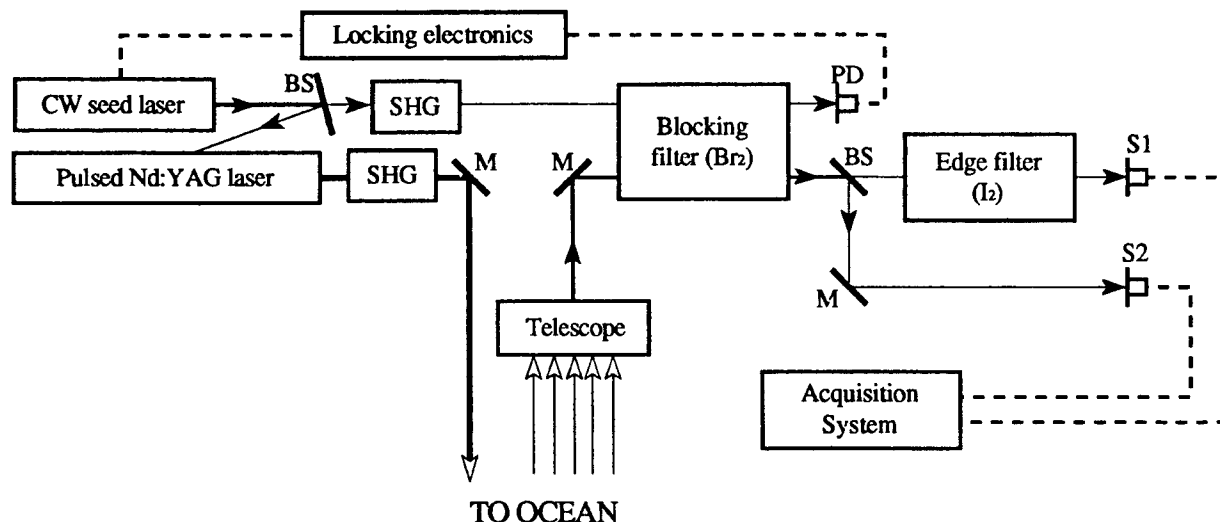 Locking electronics
CW seed laser
BS
SHG
PD
Blocking
filter (Br2)
Pulsed Nd:YAG laser
SHG
M
M
BS
Edge filter
(I2)
S1
M
S2
Telescope
Acquisition
System
TO OCEAN